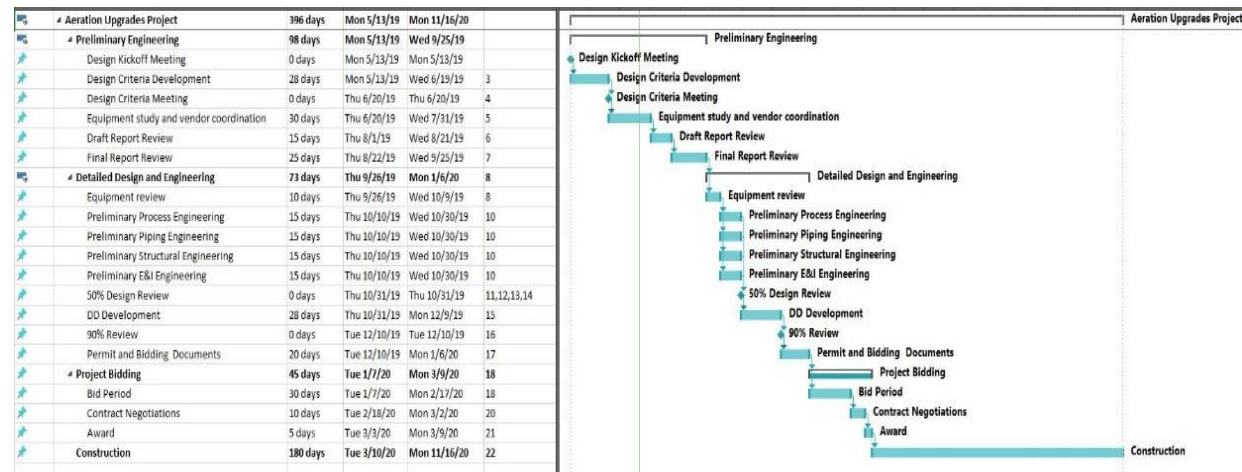 Aeration Upgrades Project 396 days Mon 5/13/19 Mon 11/16/20 Aeration Upgrades Project
Preliminary Engineering 98 days Mon 5/13/19 Wed 9/25/19 Preliminary Engineering
Design Kickoff Meeting 0 days Mon 5/13/19 Mon 5/13/19 Design Kickoff Meeting
Design Criteria Development 28 days Mon 5/13/19 Wed 6/19/19 3 Design Criteria Development
Design Criteria Meeting 0 days Thu 6/20/19 Thu 6/20/19 4 Design Criteria Meeting
Equipment study and vendor coordination 30 days Thu 6/20/19 Wed 7/31/19 5 Equipment study and vendor coordination
Draft Report Review 15 days Thu 8/1/19 Wed 8/21/19 6 Draft Report Review
Final Report Review 25 days Thu 8/22/19 Wed 9/25/19 7 Final Report Review
Detailed Design and Engineering 73 days Thu 9/26/19 Mon 1/6/20 8 Detailed Design and Engineering
Equipment review 10 days Thu 9/26/19 Wed 10/9/19 8 Equipment review
Preliminary Process Engineering 15 days Thu 10/10/19 Wed 10/30/19 10 Preliminary Process Engineering
Preliminary Piping Engineering 15 days Thu 10/10/19 Wed 10/30/19 10 Preliminary Piping Engineering
Preliminary Structural Engineering 15 days Thu 10/10/19 Wed 10/30/19 10 Preliminary Structural Engineering
Preliminary E&I Engineering 15 days Thu 10/10/19 Wed 10/30/19 10 Preliminary E&I Engineering
50% Design Review 0 days Thu 10/31/19 Thu 10/31/19 11,12,13,14 50% Design Review
DD Development 28 days Thu 10/31/19 Mon 12/9/19 15 DD Development
90% Review 0 days Tue 12/10/19 Tue 12/10/19 16 90% Review
Permit and Bidding Documents 20 days Tue 12/10/19 Mon 1/6/20 17 Permit and Bidding Documents
Project Bidding 45 days Tue 1/7/20 Mon 3/9/20 18 Project Bidding
Bid Period 30 days Tue 1/7/20 Mon 2/17/20 18 Bid Period
Contract Negotiations 10 days Tue 2/18/20 Mon 3/2/20 20 Contract Negotiations
Award 5 days Tue 3/3/20 Mon 3/9/20 21 Award
Construction 180 days Tue 3/10/20 Mon 11/16/20 22 Construction